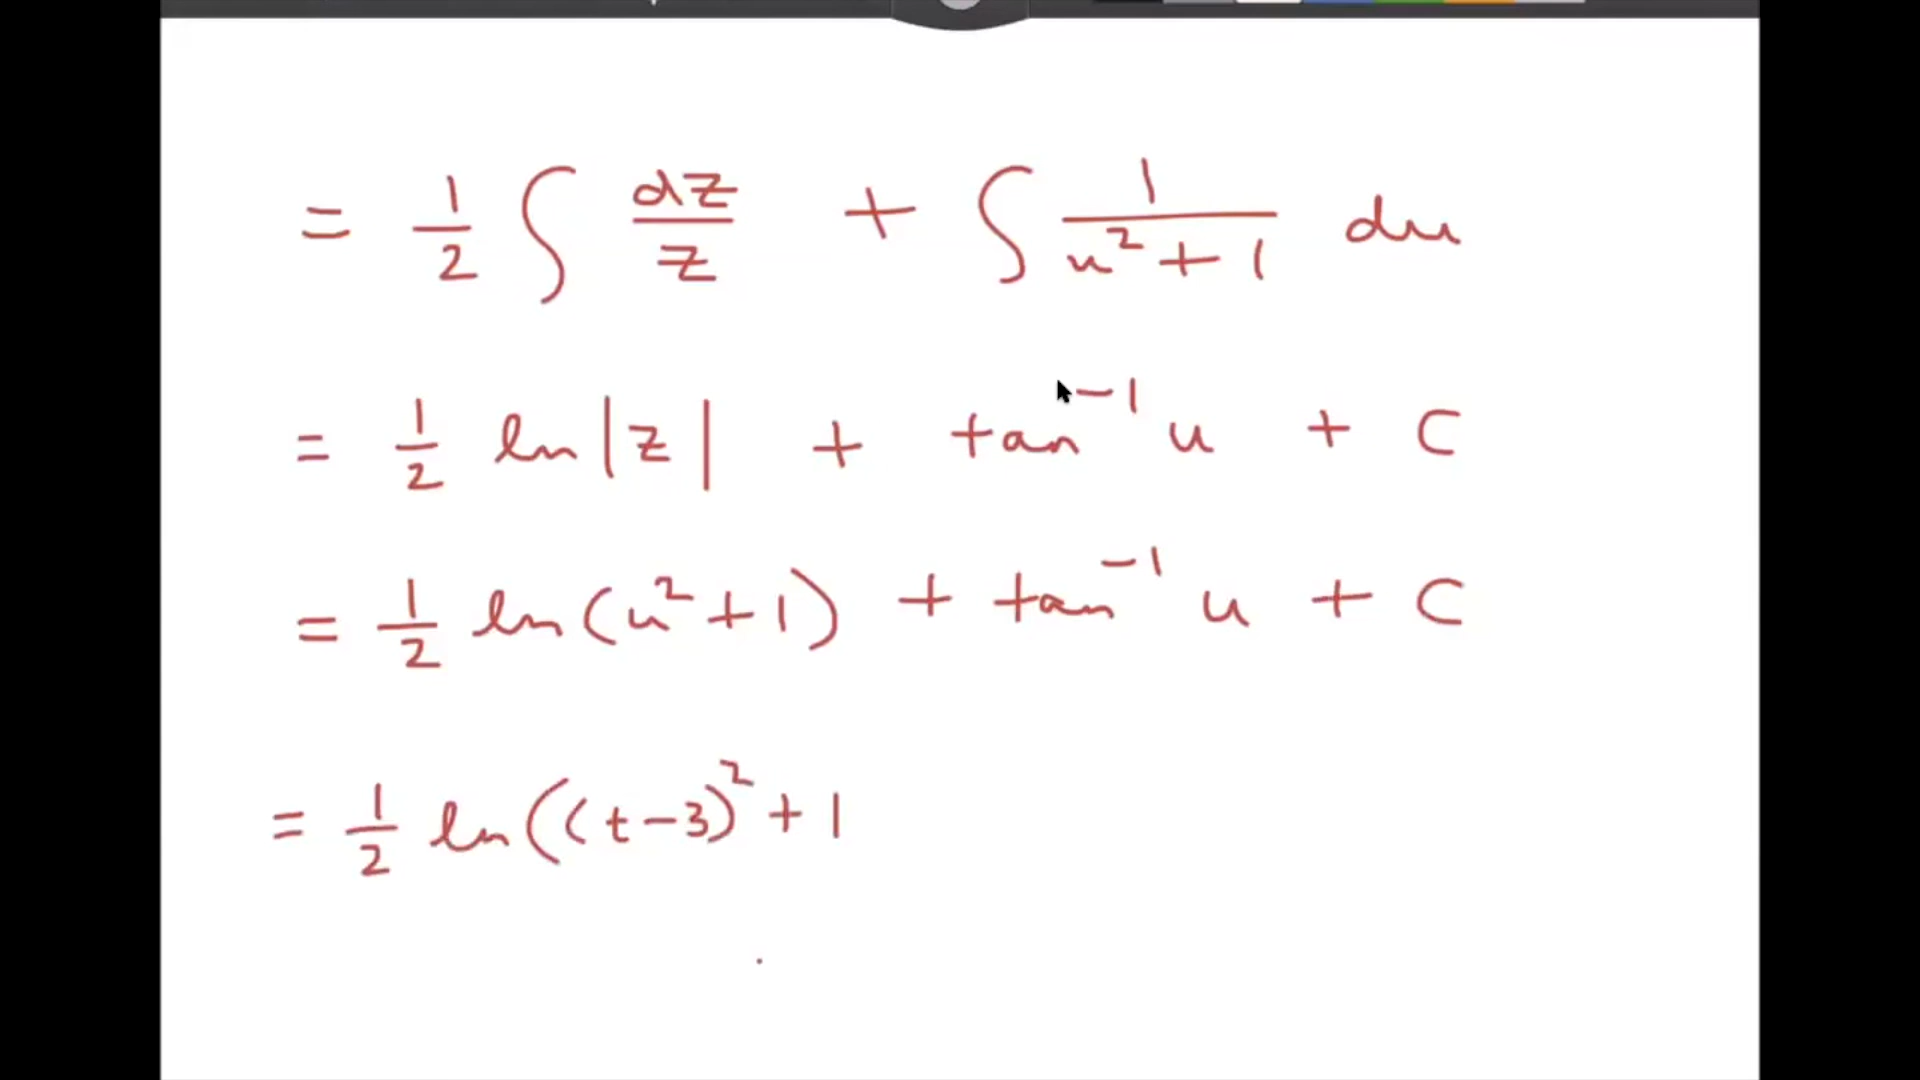 = 1/2 ∫ dz/z + ∫ 1/(u² + 1) du
= 1/2 ln|z| + tan⁻¹ u + C
= 1/2 ln(u² + 1) + tan⁻¹ u + C
= 1/2 ln((t-3)² + 1